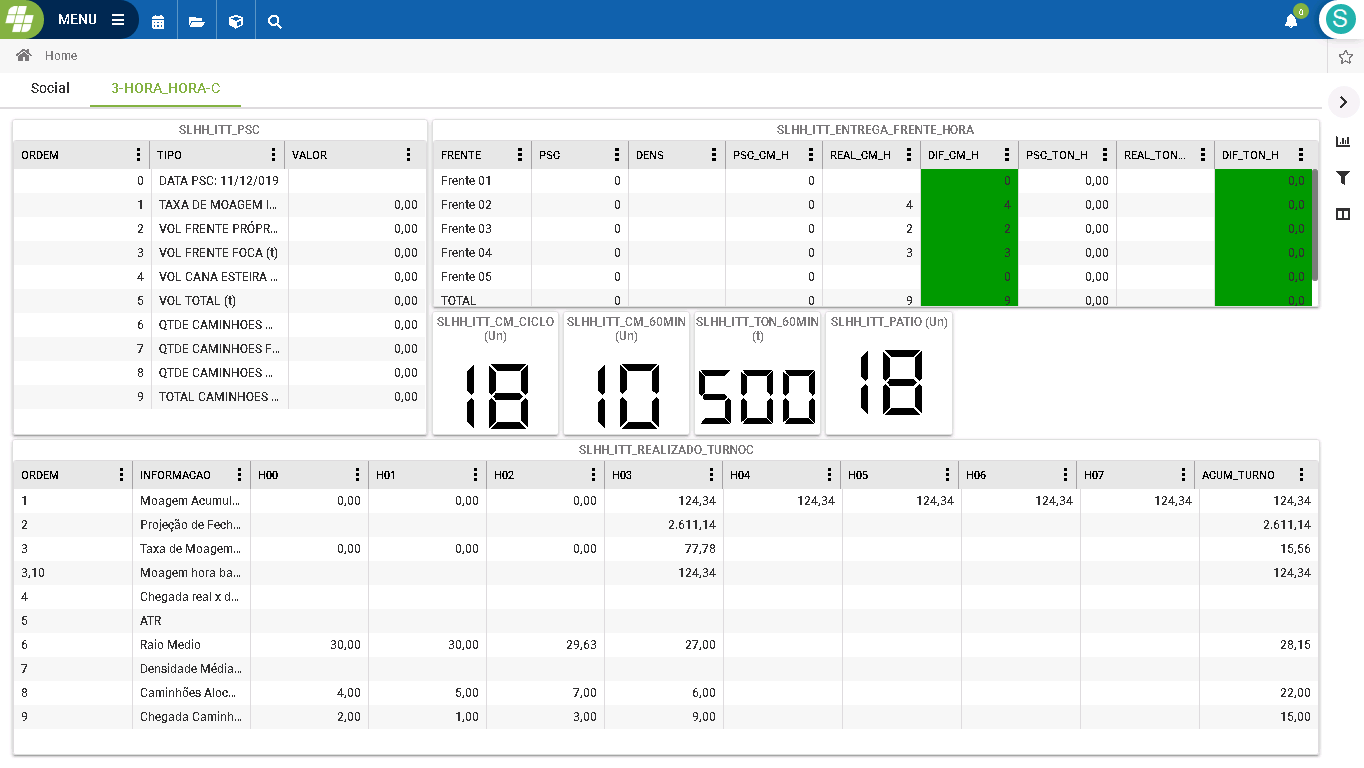 MENU
0
S
Home
Social 3-HORA_HORA-C
SLHH_ITT_PSC
ORDEM TIPO VALOR
0 DATA PSC: 11/12/019
1 TAXA DE MOAGEM I... 0,00
2 VOL FRENTE PRÓPR... 0,00
3 VOL FRENTE FOCA (t) 0,00
4 VOL CANA ESTEIRA ... 0,00
5 VOL TOTAL (t) 0,00
6 QTDE CAMINHOES ... 0,00
7 QTDE CAMINHOES F... 0,00
8 QTDE CAMINHOES ... 0,00
9 TOTAL CAMINHOES ... 0,00
SLHH_ITT_ENTREGA_FRENTE_HORA
FRENTE PSC DENS PSC_CM_H REAL_CM_H DIF_CM_H PSC_TON_H REAL_TON... DIF_TON_H
Frente 01 0 0 0 0,00 0,0
Frente 02 0 0 4 4 0,00 0,0
Frente 03 0 0 2 2 0,00 0,0
Frente 04 0 0 3 3 0,00 0,0
Frente 05 0 0 0 0,00 0,0
TOTAL 0 0 9 9 0,00 0,0
SLHH_ITT_CM_CICLO
(Un)
18
SLHH_ITT_CM_60MIN
(Un)
10
SLHH_ITT_TON_60MIN
(t)
500
SLHH_ITT_PATIO (Un)
18
SLHH_ITT_REALIZADO_TURNOC
ORDEM INFORMACAO H00 H01 H02 H03 H04 H05 H06 H07 ACUM_TURNO
1 Moagem Acumul... 0,00 0,00 0,00 124,34 124,34 124,34 124,34 124,34 124,34
2 Projeção de Fech... 2.611,14 2.611,14
3 Taxa de Moagem... 0,00 0,00 0,00 77,78 15,56
3,10 Moagem hora ba... 124,34 124,34
4 Chegada real x d...
5 ATR
6 Raio Medio 30,00 30,00 29,63 27,00 28,15
7 Densidade Média...
8 Caminhões Aloc... 4,00 5,00 7,00 6,00 22,00
9 Chegada Caminh... 2,00 1,00 3,00 9,00 15,00